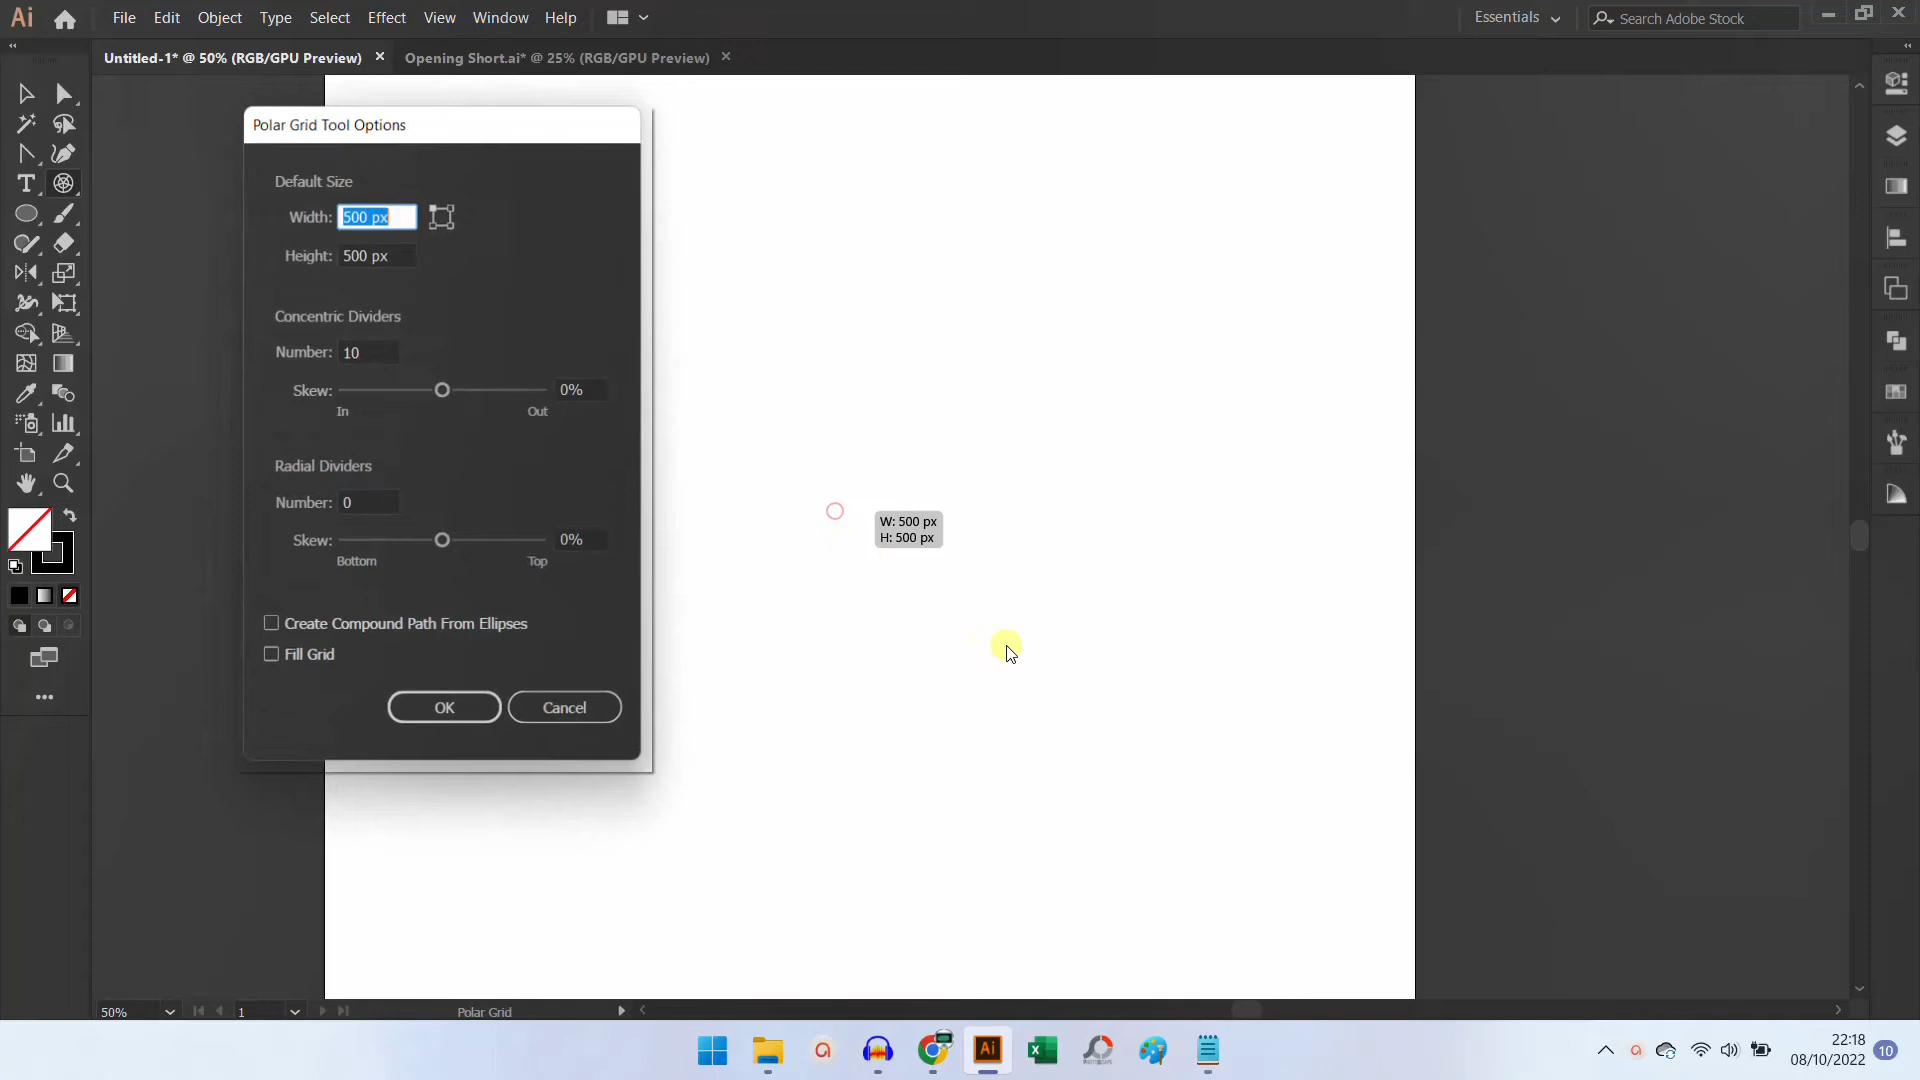 Ai File Edit Object Type Select Effect View Window Help Essentials Search Adobe Stock
Untitled-1* @ 50% (RGB/GPU Preview) Opening Short.ai* @ 25% (RGB/GPU Preview)
Polar Grid Tool Options
Default Size
Width: 500 px
Height: 500 px
Concentric Dividers
Number: 10
Skew: 0%
In Out
Radial Dividers
Number: 0
Skew: 0%
Bottom Top
Create Compound Path From Ellipses
Fill Grid
OK Cancel
W: 500 px
H: 500 px
50% 1 Polar Grid
Ai
22:18
08/10/2022 10